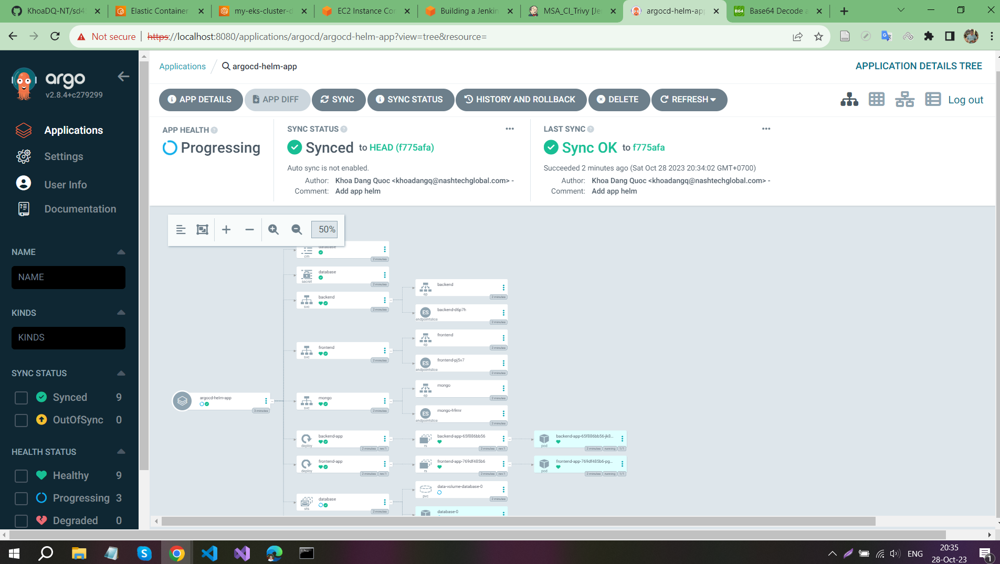 KhoaDQ-NT/sd4
Elastic Container
my-eks-cluster-d
EC2 Instance Con
Building a Jenkin
MSA_CI_Trivy [Je
argocd-helm-app
B64
Base64 Decode a
Not secure
https://localhost:8080/applications/argocd/argocd-helm-app?view=tree&resource=
argo
v2.8.4+c279299
Applications
Settings
User Info
Documentation
NAME
NAME
KINDS
KINDS
SYNC STATUS
Synced 9
OutOfSync 0
HEALTH STATUS
Healthy 9
Progressing 3
Degraded 0
Applications / argocd-helm-app
APPLICATION DETAILS TREE
APP DETAILS
APP DIFF
SYNC
SYNC STATUS
HISTORY AND ROLLBACK
DELETE
REFRESH
Log out
APP HEALTH
Progressing
SYNC STATUS
Synced to HEAD (f775afa)
Auto sync is not enabled.
Author: Khoa Dang Quoc <khoadangq@nashtechglobal.com> -
Comment: Add app helm
LAST SYNC
Sync OK to f775afa
Succeeded 2 minutes ago (Sat Oct 28 2023 20:34:02 GMT+0700)
Author: Khoa Dang Quoc <khoadangq@nashtechglobal.com> -
Comment: Add app helm
50%
argocd-helm-app
3 minutes
database
cm
2 minutes
database
secret
2 minutes
backend
svc
2 minutes
backend
ep
2 minutes
ES
backend-d6p7h
endpointslice
2 minutes
frontend
svc
2 minutes
frontend
ep
2 minutes
ES
frontend-pj5v7
endpointslice
2 minutes
mongo
svc
2 minutes
mongo
ep
2 minutes
ES
endpointslice
2 minutes
backend-app
deploy
2 minutes rev:1
backend-app-65f886bb56
rs
2 minutes rev:1
backend-app-65f886bb56-jk8...
pod
2 minutes running 1/1
frontend-app
deploy
2 minutes rev:1
frontend-app-769df485b6
rs
2 minutes rev:1
frontend-app-769df485b6-pg...
pod
2 minutes running 1/1
database
sts
2 minutes
data-volume-database-0
pvc
2 minutes
database-0
ENG
20:35
28-Oct-23
1